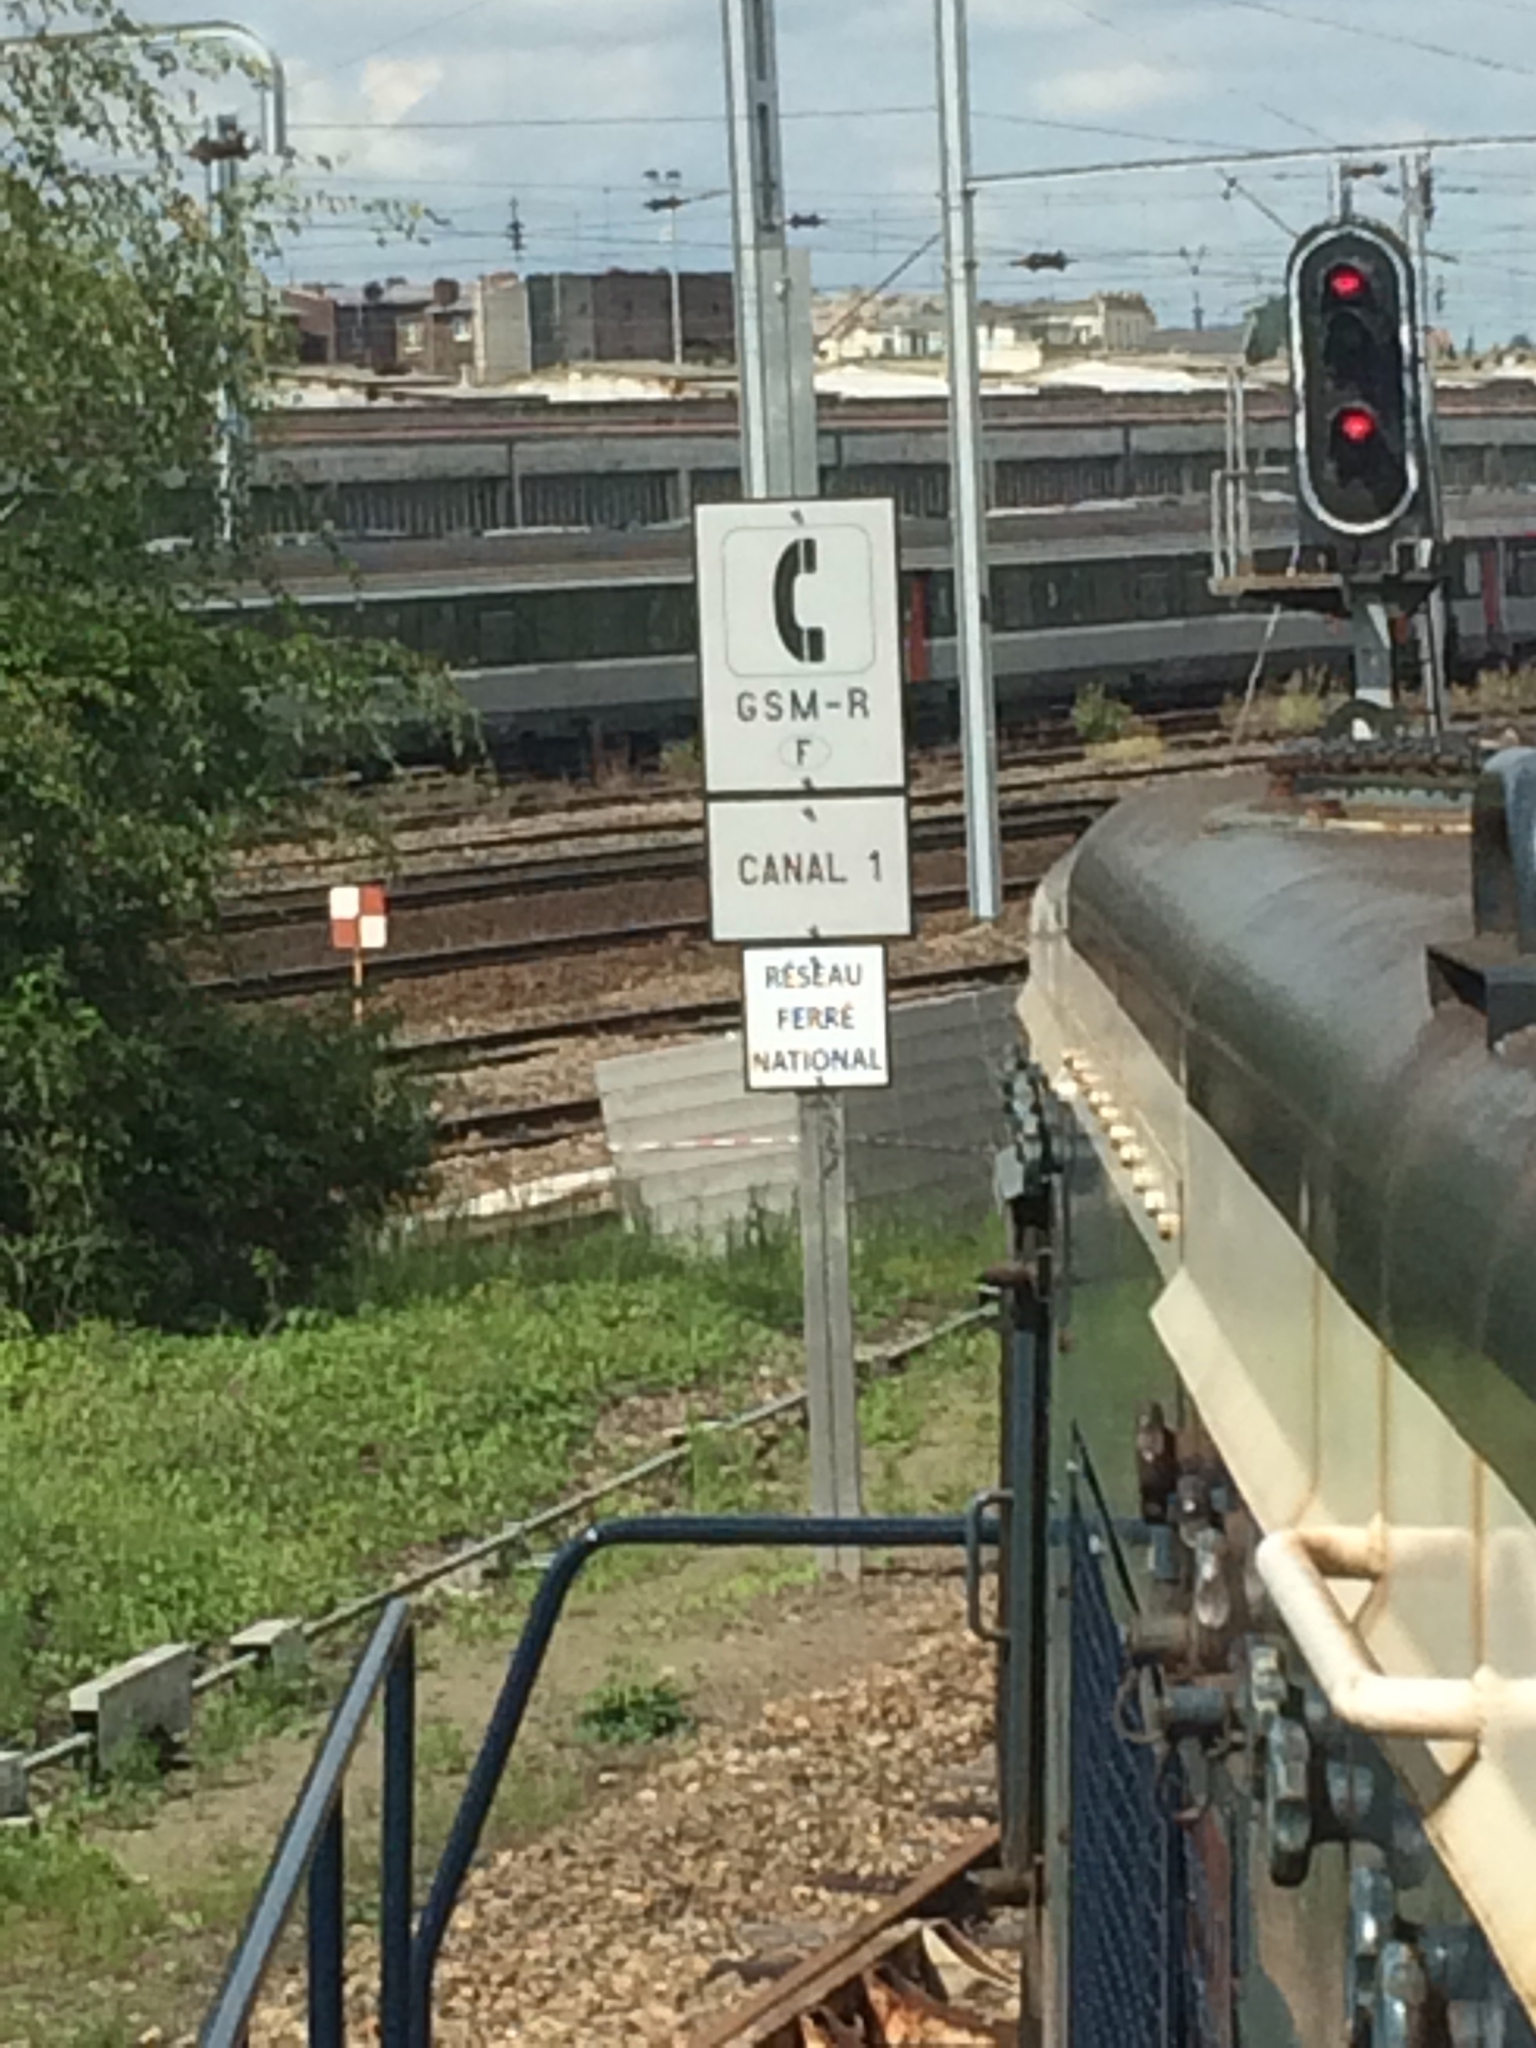 GSM-R
F
CANAL 1
RÉSEAU
FERRÉ
NATIONAL